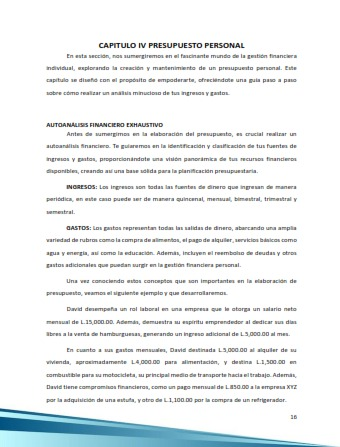 CAPITULO IV PRESUPUESTO PERSONAL
En esta sección, nos sumergiremos en el fascinante mundo de la gestión financiera
individual, explorando la creación y mantenimiento de un presupuesto personal. Este
capítulo se diseñó con el propósito de empoderarte, ofreciéndote una guía paso a paso
sobre cómo realizar un análisis minucioso de tus ingresos y gastos.
AUTOANÁLISIS FINANCIERO EXHAUSTIVO
Antes de sumergirnos en la elaboración del presupuesto, es crucial realizar un
autoanálisis financiero. Te guiaremos en la identificación y clasificación de tus fuentes de
ingresos y gastos, proporcionándote una visión panorámica de tus recursos financieros
disponibles, creando así una base sólida para la planificación presupuestaria.
INGRESOS: Los ingresos son todas las fuentes de dinero que ingresan de manera
periódica, en este caso puede ser de manera quincenal, mensual, bimestral, trimestral y
semestral.
GASTOS: Los gastos representan todas las salidas de dinero, abarcando una amplia
variedad de rubros como la compra de alimentos, el pago de alquiler, servicios básicos como
agua y energía, así como la educación. Además, incluyen el reembolso de deudas y otros
gastos adicionales que puedan surgir en la gestión financiera personal.
Una vez conociendo estos conceptos que son importantes en la elaboración de
presupuesto, veamos el siguiente ejemplo y desarrollaremos.
David desempeña un rol laboral en una empresa que le otorga un salario neto
mensual de L.15,000.00. Además, demuestra su espíritu emprendedor al dedicar sus días
libres a la venta de hamburguesas, generando un ingreso adicional de L.5,000.00 al mes.
En cuanto a sus gastos mensuales, David destinada L.5,000.00 al alquiler de su
vivienda, aproximadamente L.4,000.00 para alimentación, y destina L.1,500.00 en
combustible para su motocicleta, su principal medio de transporte hacia el trabajo. Además,
David tiene compromisos financieros, como un pago mensual de L.850.00 a la empresa XYZ
por la adquisición de una estufa, y otro de L.1,100.00 por la compra de un refrigerador.
16